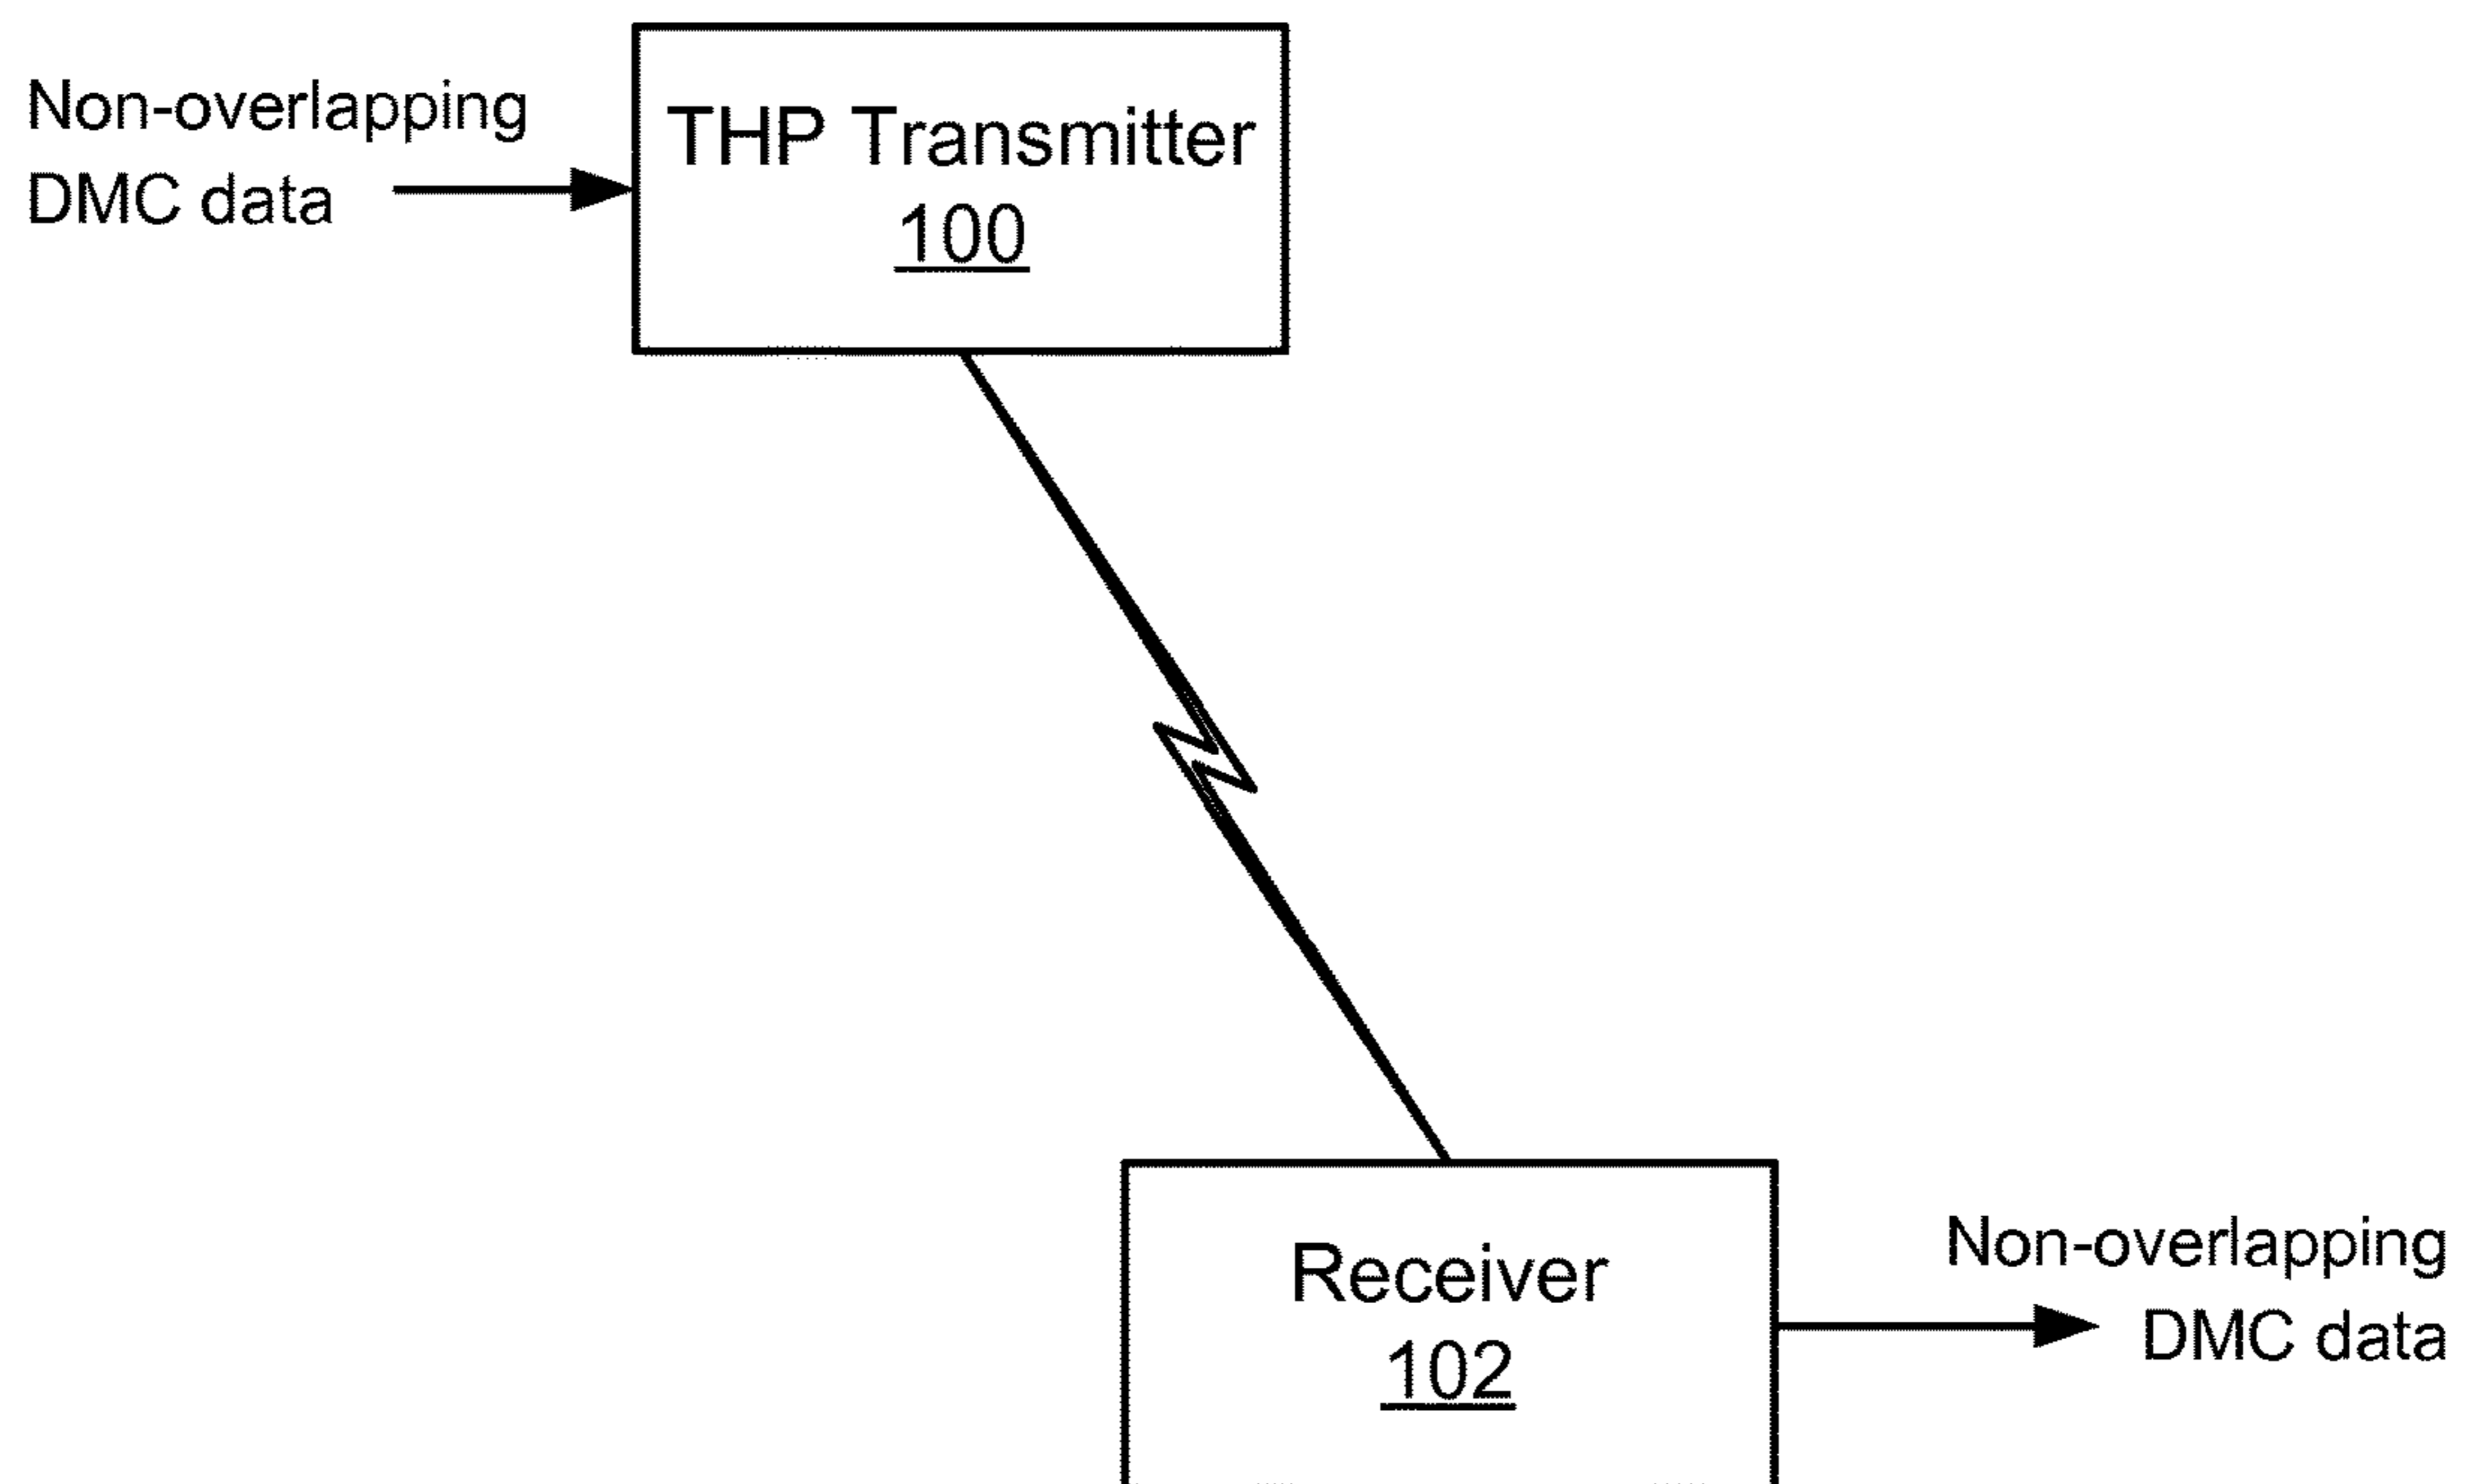 Non-overlapping
DMC data
THP Transmitter
100
Receiver
102
Non-overlapping
DMC data